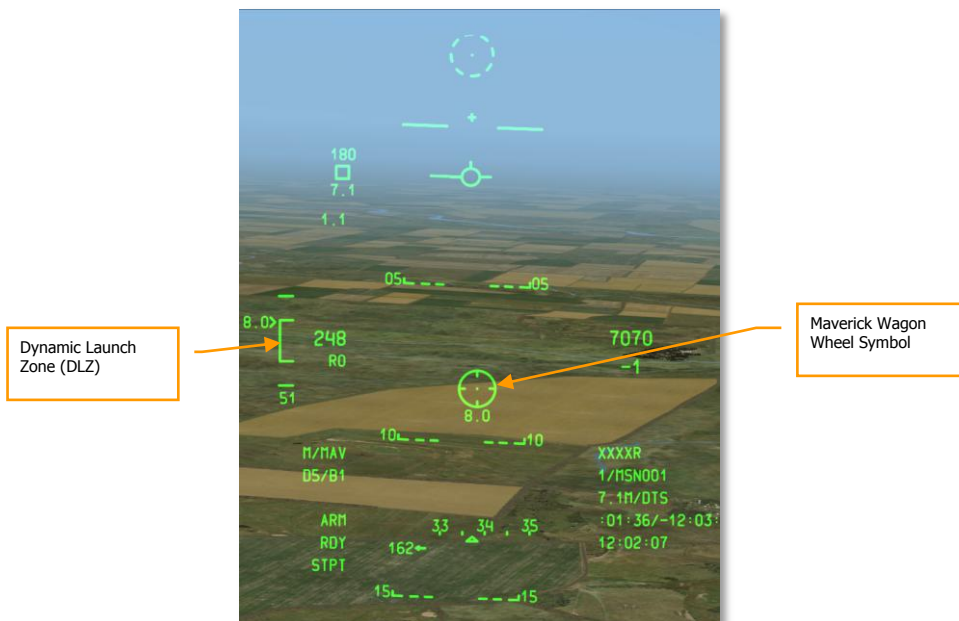 180
7.1
1.1
05 05
8.0>
248
R0
7070
-1
51
8.0
10 10
M/MAV
D5/B1
XXXXR
1/MSN001
7.1M/DTS
:01:36/-12:03:
12:02:07
ARM
RDY
STPT
33 34 35
162←
15 15
Dynamic Launch
Zone (DLZ)
Maverick Wagon
Wheel Symbol